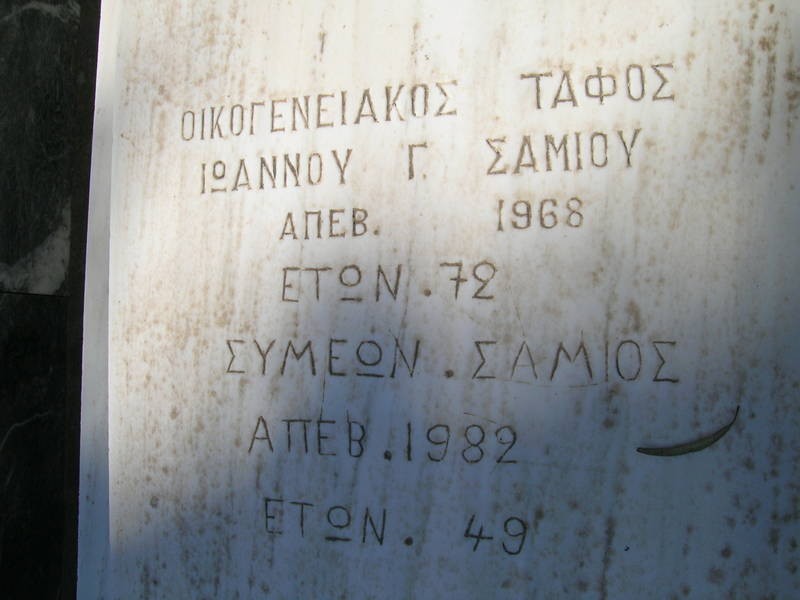 ΟΙΚΟΓΕΝΕΙΑΚΟΣ ΤΑΦΟΣ
ΙΩΑΝΝΟΥ Γ. ΣΑΜΙΟΥ
ΑΠΕΒ. 1968
ΕΤΩΝ . 72
ΣΥΜΕΩΝ . ΣΑΜΙΟΣ
ΑΠΕΒ . 1982
ΕΤΩΝ . 49